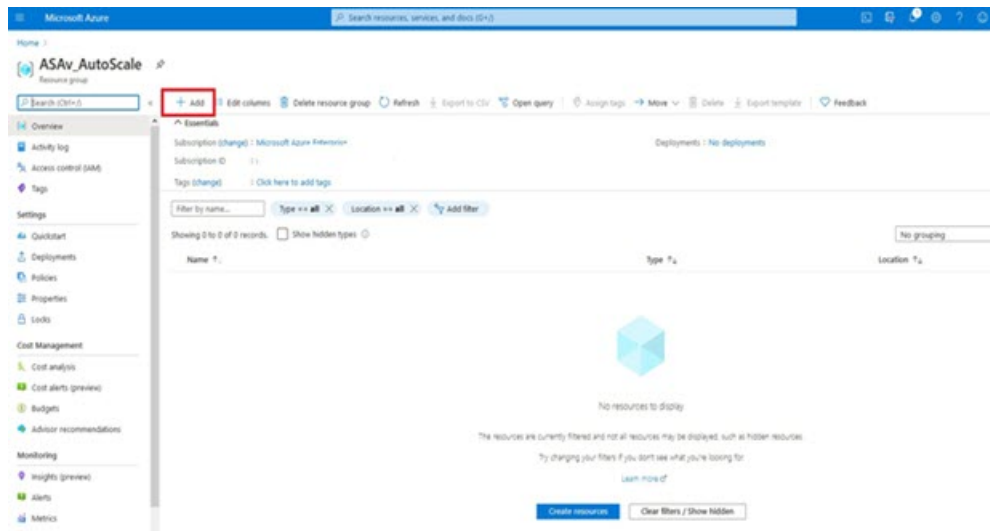 Microsoft Azure
Search resources, services, and docs (G+/)
Home >
ASAv_AutoScale
Resource group
Search (Ctrl+/)
+ Add Edit columns Delete resource group Refresh Export to CSV Open query Assign tags Move Delete Export template Feedback
Overview
Activity log
Access control (IAM)
Tags
Settings
Quickstart
Deployments
Policies
Properties
Locks
Cost Management
Cost analysis
Cost alerts (preview)
Budgets
Advisor recommendations
Monitoring
Insights (preview)
Alerts
Metrics
Essentials
Subscription (change) : Microsoft Azure Enterprise
Deployments : No deployments
Subscription ID :
Tags (change) : Click here to add tags
Filter by name...
Type == all
Location == all
Add filter
Showing 0 to 0 of 0 records.
Show hidden types
No grouping
Name
Type
Location
No resources to display
The resources are currently filtered and not all resources may be displayed, such as hidden resources.
Try changing your filters if you don't see what you're looking for.
Learn more
Create resources
Clear filters / Show hidden